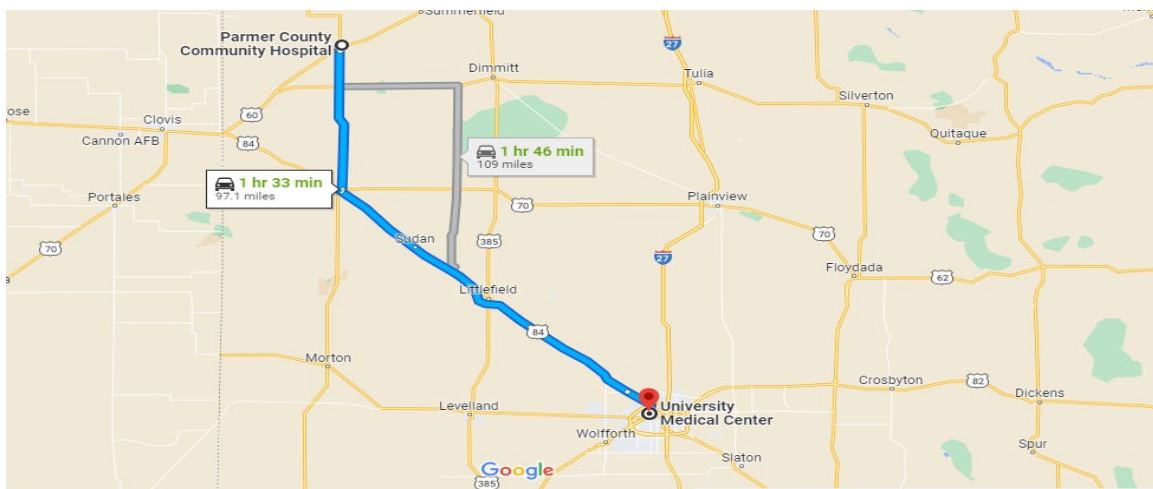 Summerfield
Parmer County
Community Hospital
27
Dimmitt
Tulia
Silverton
ose
Clovis
60
Cannon AFB
84
Quitaque
1 hr 46 min
109 miles
1 hr 33 min
97.1 miles
Portales
Plainview
70
70
Sudan
385
70
27
Floydada
62
Littlefield
84
Morton
Crosbyton
82
Dickens
Levelland
University
Medical Center
Wolfforth
Spur
Slaton
Google
385